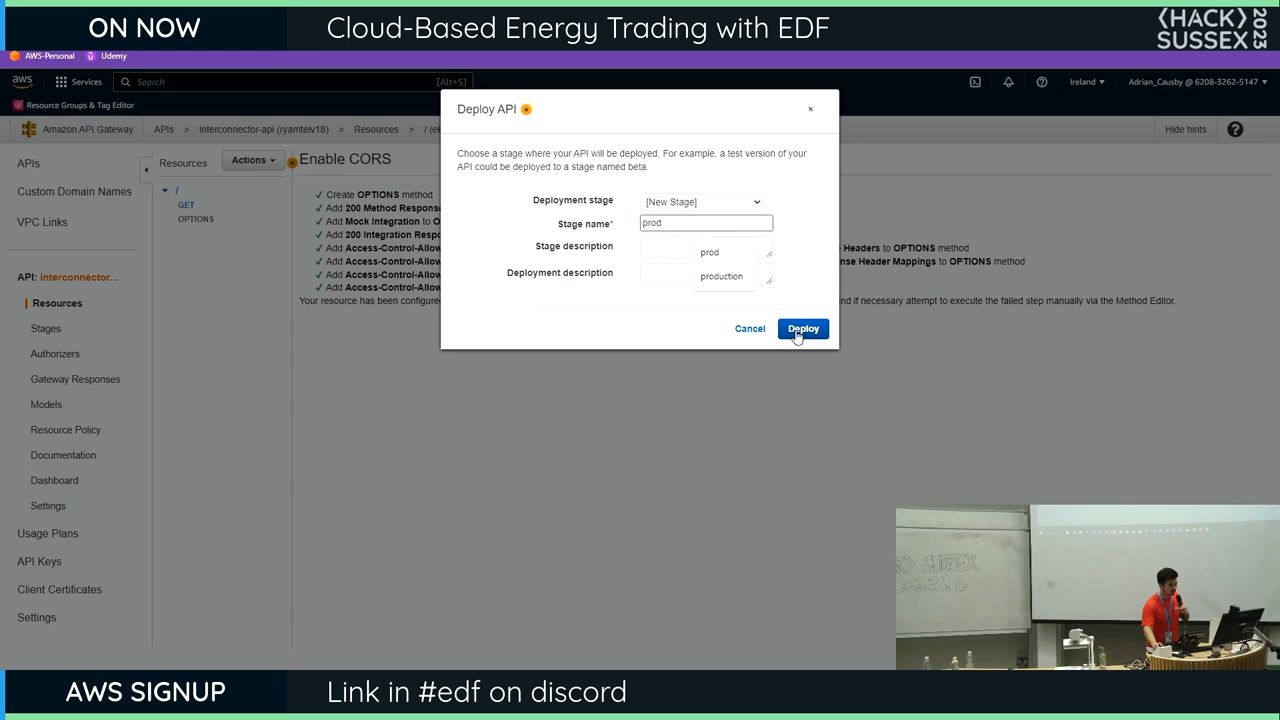 ON NOW
Cloud-Based Energy Trading with EDF
{HACK}
SUSSEX
2023
AWS-Personal
Udemy
aws
Services
Search
[Alt+S]
Ireland
Adrian_Causby @ 6208-3262-5147
Resource Groups & Tag Editor
Amazon API Gateway
APIs > interconnector-api (ryamtelv18) > Resources > / (ek
Hide hints
APIs
Custom Domain Names
VPC Links
API: interconnector...
Resources
Stages
Authorizers
Gateway Responses
Models
Resource Policy
Documentation
Dashboard
Settings
Usage Plans
API Keys
Client Certificates
Settings
Resources
Actions
/
GET
OPTIONS
Enable CORS
✓ Create OPTIONS method
✓ Add 200 Method Respons
✓ Add Mock integration to O
✓ Add 200 Integration Resp
✓ Add Access-Control-Allow
✓ Add Access-Control-Allow
✓ Add Access-Control-Allow
✓ Add Access-Control-Allow
Headers to OPTIONS method
nse Header Mappings to OPTIONS method
Your resource has been configure
nd if necessary attempt to execute the failed step manually via the Method Editor.
Deploy API
×
Choose a stage where your API will be deployed. For example, a test version of your
API could be deployed to a stage named beta.
Deployment stage
[New Stage]
Stage name*
prod
Stage description
prod
Deployment description
production
Cancel
Deploy
SUSSEX
AWS SIGNUP
Link in #edf on discord